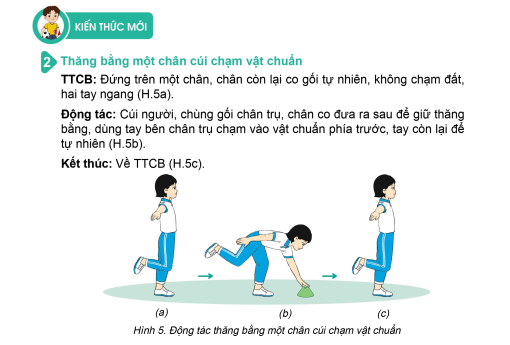 KIẾN THỨC MỚI
2 Thăng bằng một chân cúi chạm vật chuẩn
TTCB: Đứng trên một chân, chân còn lại co gối tự nhiên, không chạm đất,
hai tay ngang (H.5a).
Động tác: Cúi người, chùng gối chân trụ, chân co đưa ra sau để giữ thăng
bằng, dùng tay bên chân trụ chạm vào vật chuẩn phía trước, tay còn lại để
tự nhiên (H.5b).
Kết thúc: Về TTCB (H.5c).
(a) (b) (c)
Hình 5. Động tác thăng bằng một chân cúi chạm vật chuẩn